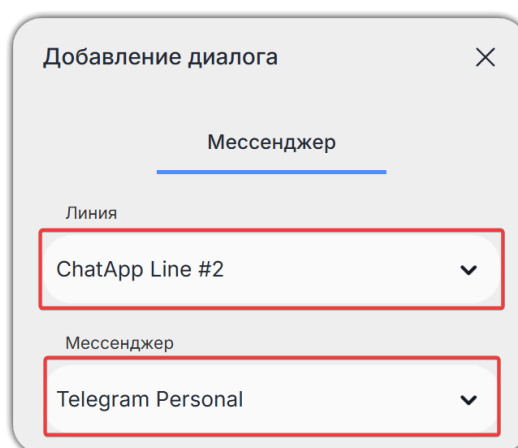 Добавление диалога
Мессенджер
Линия
ChatApp Line #2
Мессенджер
Telegram Personal